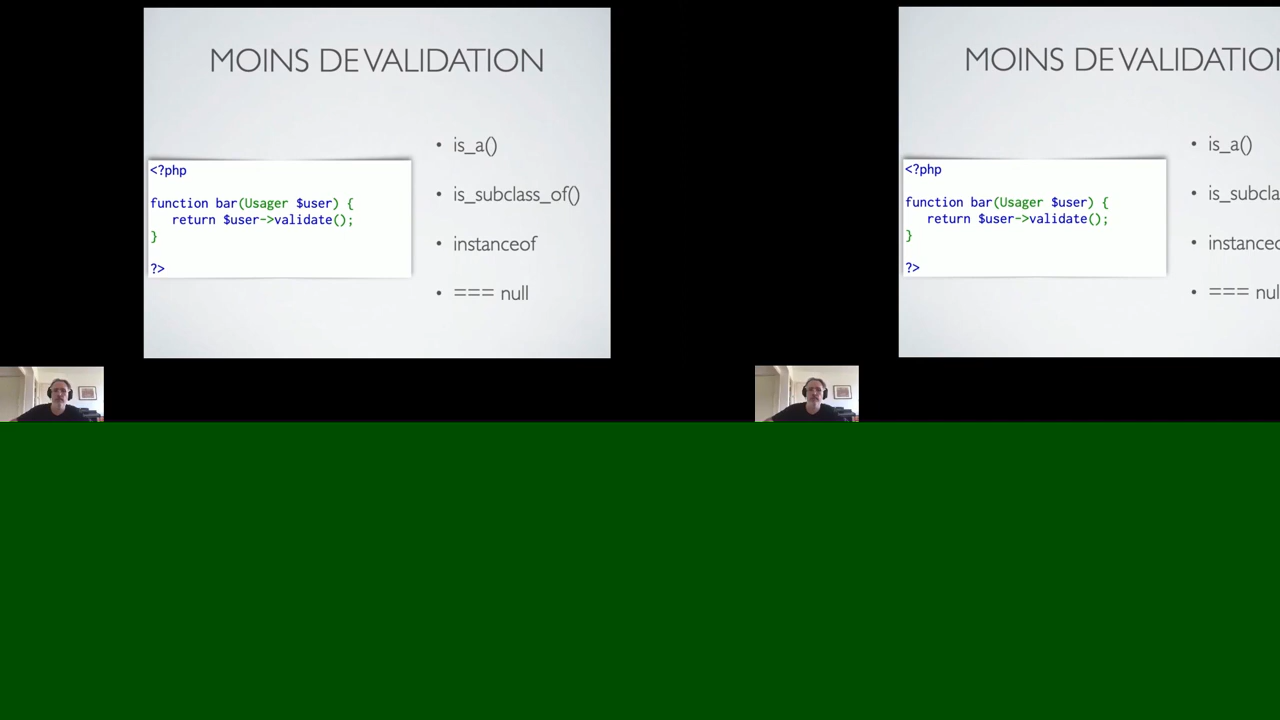 MOINS DE VALIDATION
<?php
function bar(Usager $user) {
return $user->validate();
}
?>
• is_a()
• is_subclass_of()
• instanceof
• === null
MOINS DE VALIDATIO
<?php
function bar(Usager $user) {
return $user->validate();
}
?>
• is_a()
• is_subcla
• instanceo
• === nul